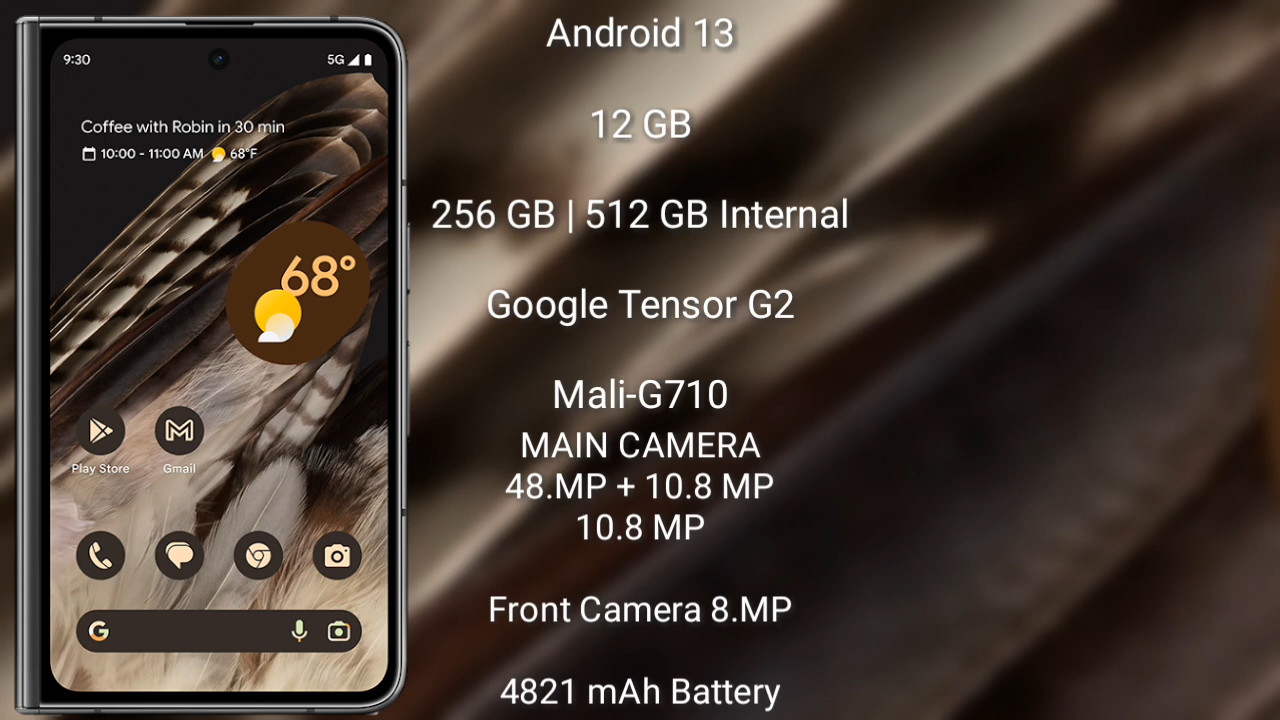 9:30
5G
Coffee with Robin in 30 min
10:00 - 11:00 AM 68°F
68°
Play Store
Gmail
G
Android 13
12 GB
256 GB | 512 GB Internal
Google Tensor G2
Mali-G710
MAIN CAMERA
48.MP + 10.8 MP
10.8 MP
Front Camera 8.MP
4821 mAh Battery